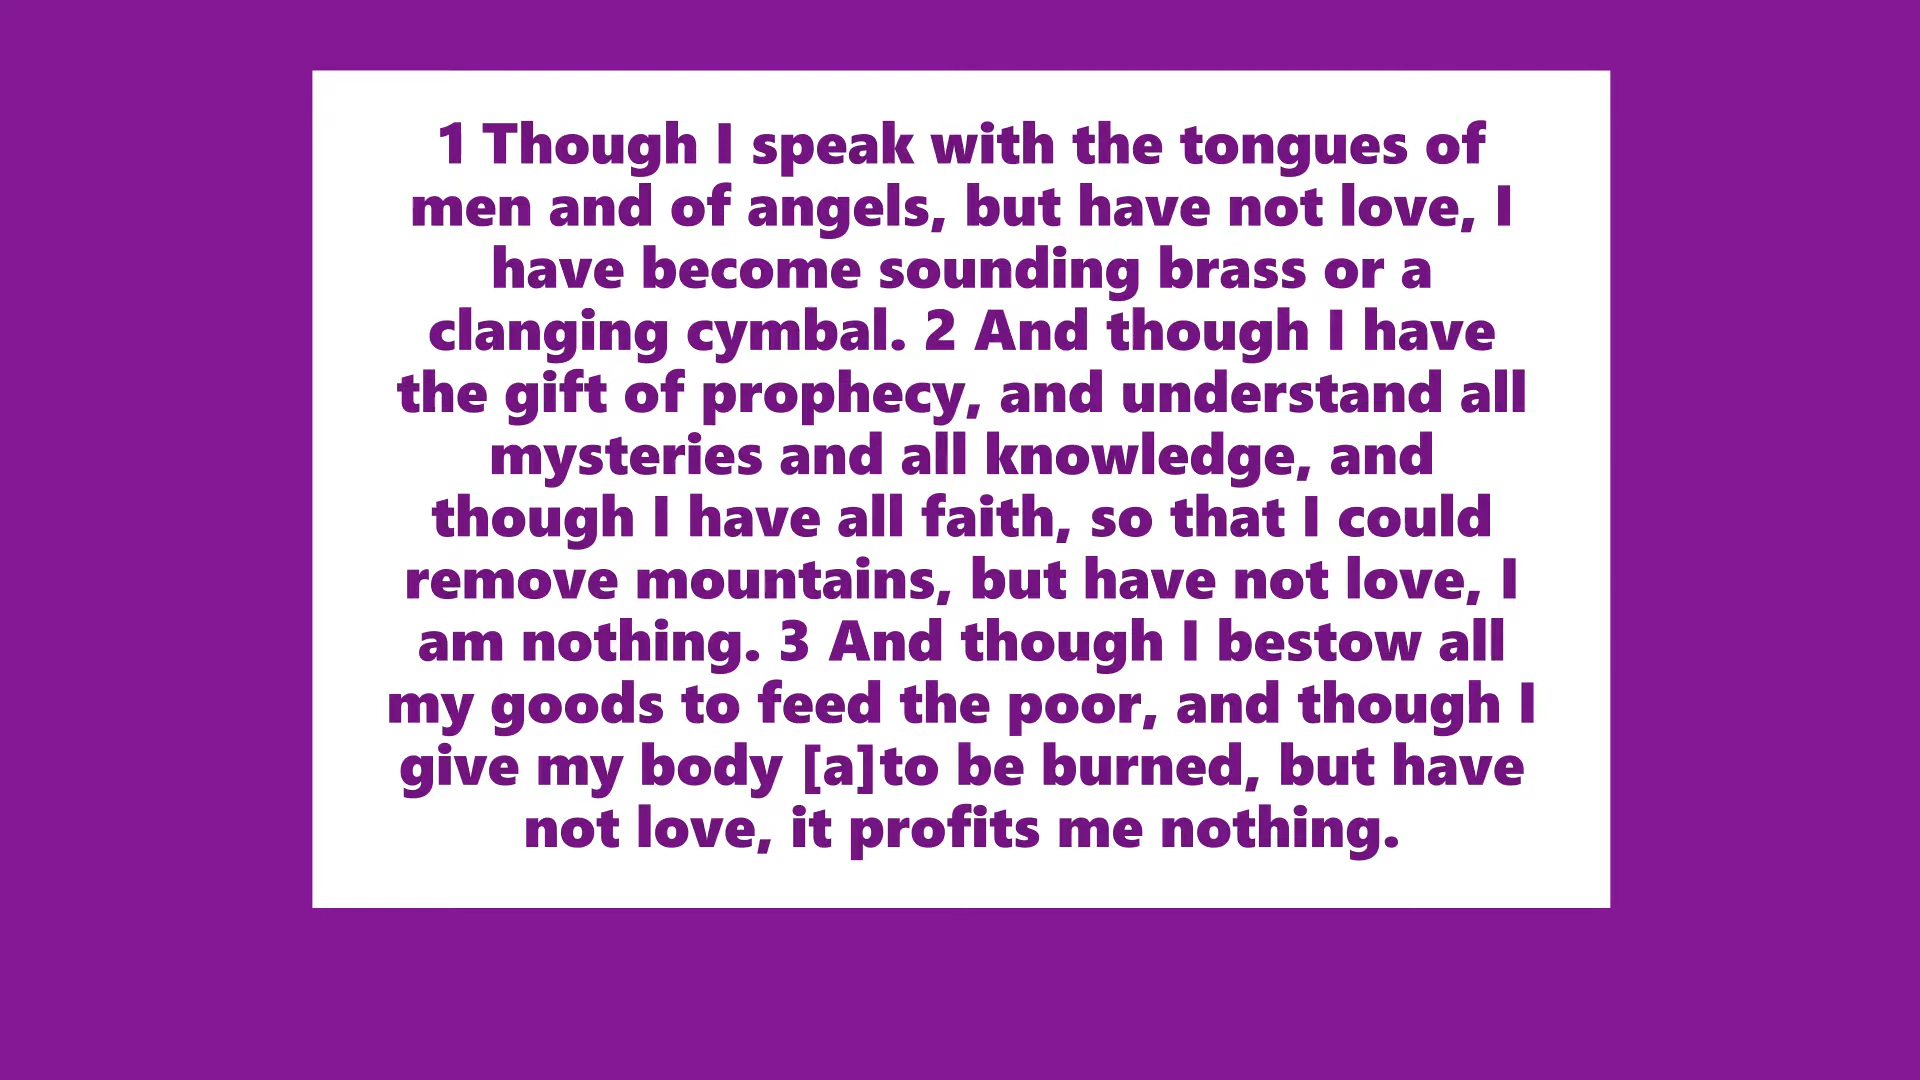 1 Though I speak with the tongues of
men and of angels, but have not love, I
have become sounding brass or a
clanging cymbal. 2 And though I have
the gift of prophecy, and understand all
mysteries and all knowledge, and
though I have all faith, so that I could
remove mountains, but have not love, I
am nothing. 3 And though I bestow all
my goods to feed the poor, and though I
give my body [a]to be burned, but have
not love, it profits me nothing.